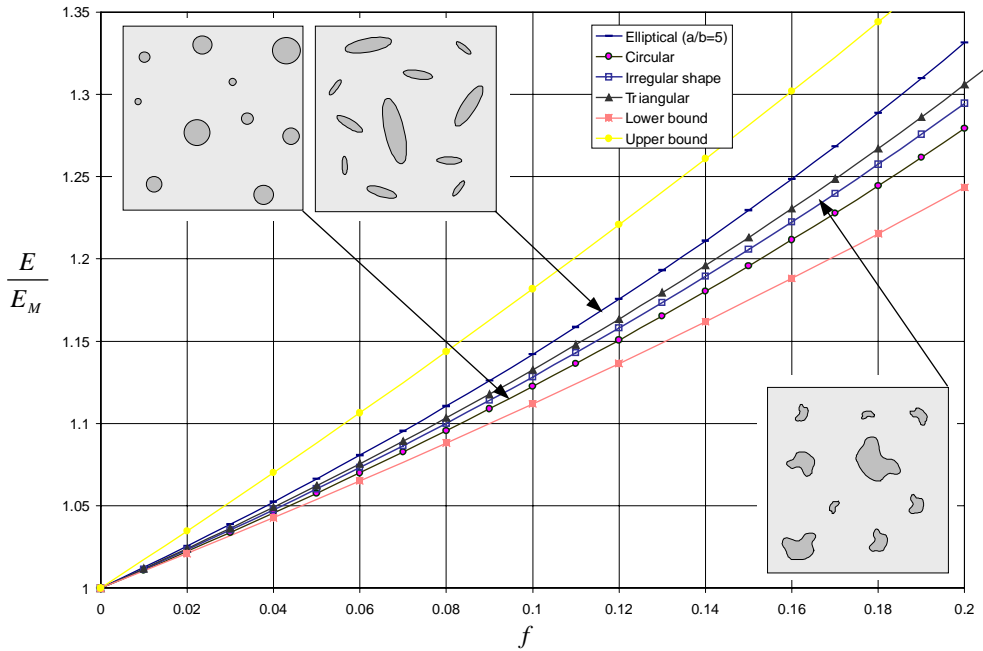 1.35
1.3
1.25
1.2
1.15
1.1
1.05
1
E
E_M
0
0.02
0.04
0.06
0.08
0.1
0.12
0.14
0.16
0.18
0.2
f
Elliptical (a/b=5)
Circular
Irregular shape
Triangular
Lower bound
Upper bound